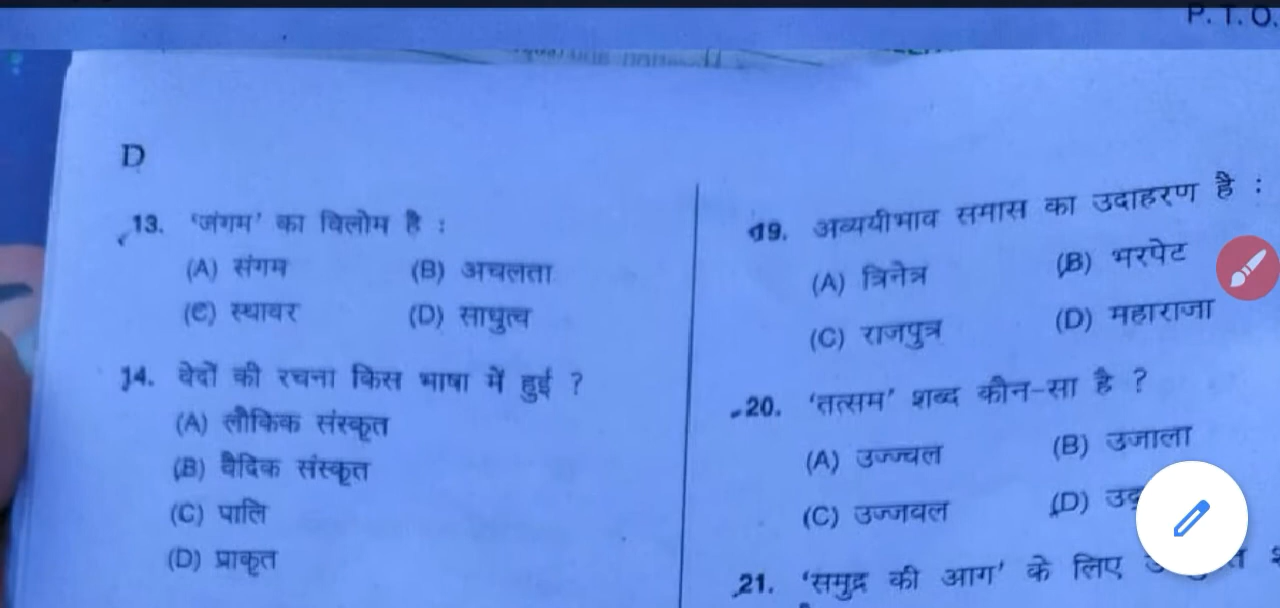 P. T. O.
D
13. 'जंगम' का विलोम है :
(A) संगम (B) अचलता
(C) स्थावर (D) साधुत्व
14. वेदों की रचना किस भाषा में हुई ?
(A) लौकिक संस्कृत
(B) वैदिक संस्कृत
(C) पालि
(D) प्राकृत
19. अव्ययीभाव समास का उदाहरण है :
(A) त्रिनेत्र (B) भरपेट
(C) राजपुत्र (D) महाराजा
20. 'तत्सम' शब्द कौन-सा है ?
(A) उज्ज्वल (B) उजाला
(C) उज्जवल (D)
21. 'समुद्र की आग' के लिए